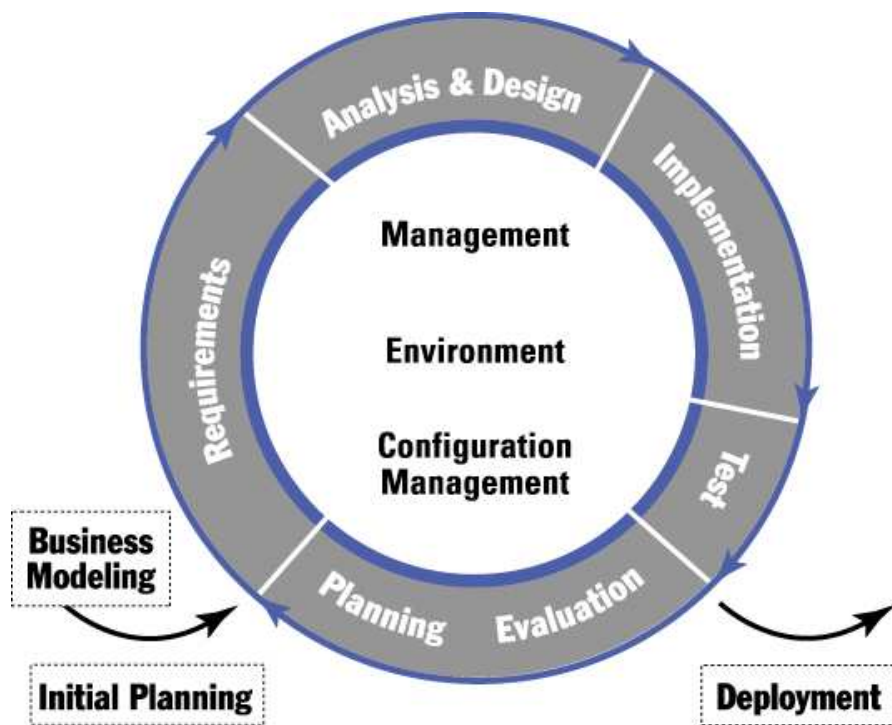 Analysis & Design
Implementation
Requirements
Management
Environment
Configuration
Management
Test
Business
Modeling
Planning
Evaluation
Initial Planning
Deployment